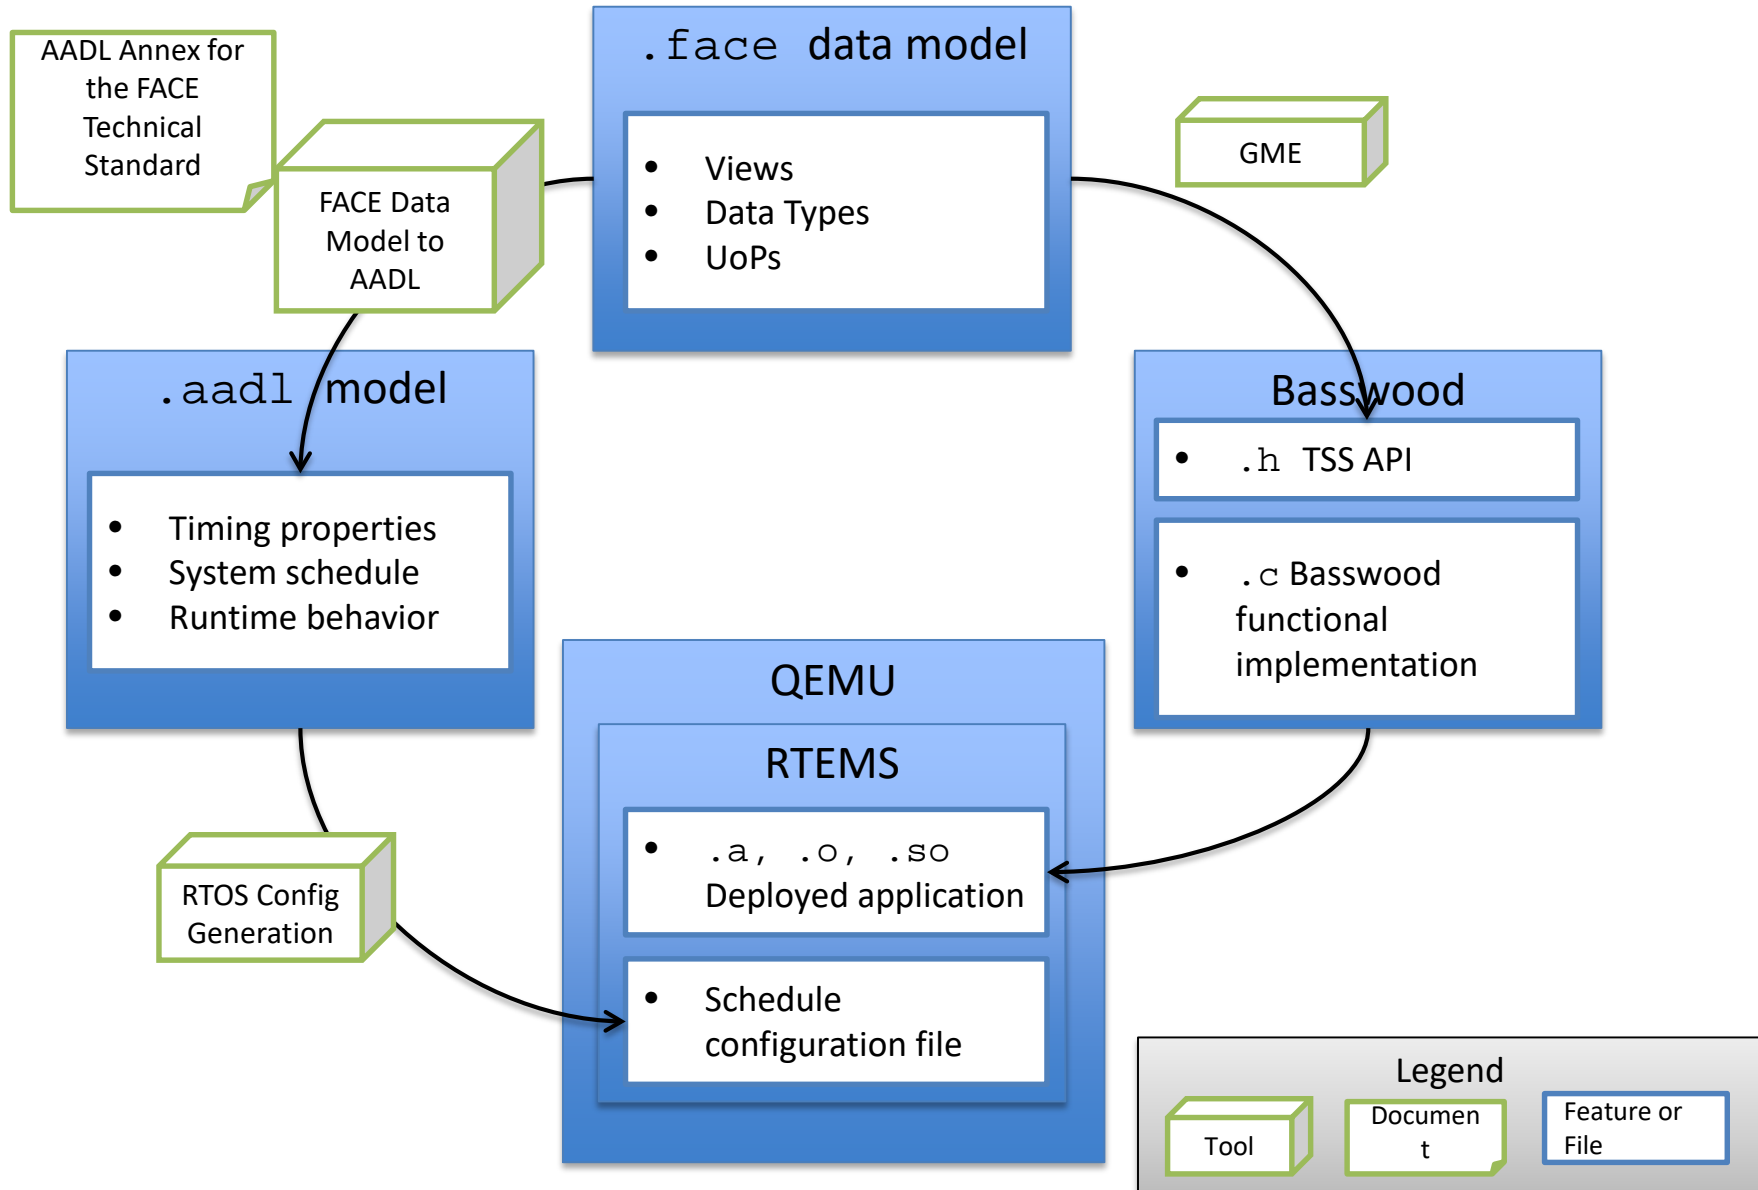 AADL Annex for
the FACE
Technical
Standard
FACE Data
Model to
AADL
.face data model
• Views
• Data Types
• UoPs
GME
.aadl model
• Timing properties
• System schedule
• Runtime behavior
Basswood
• .h TSS API
• .c Basswood
functional
implementation
QEMU
RTEMS
• .a, .o, .so
Deployed application
• Schedule
configuration file
RTOS Config
Generation
Legend
Tool
Documen
t
Feature or
File